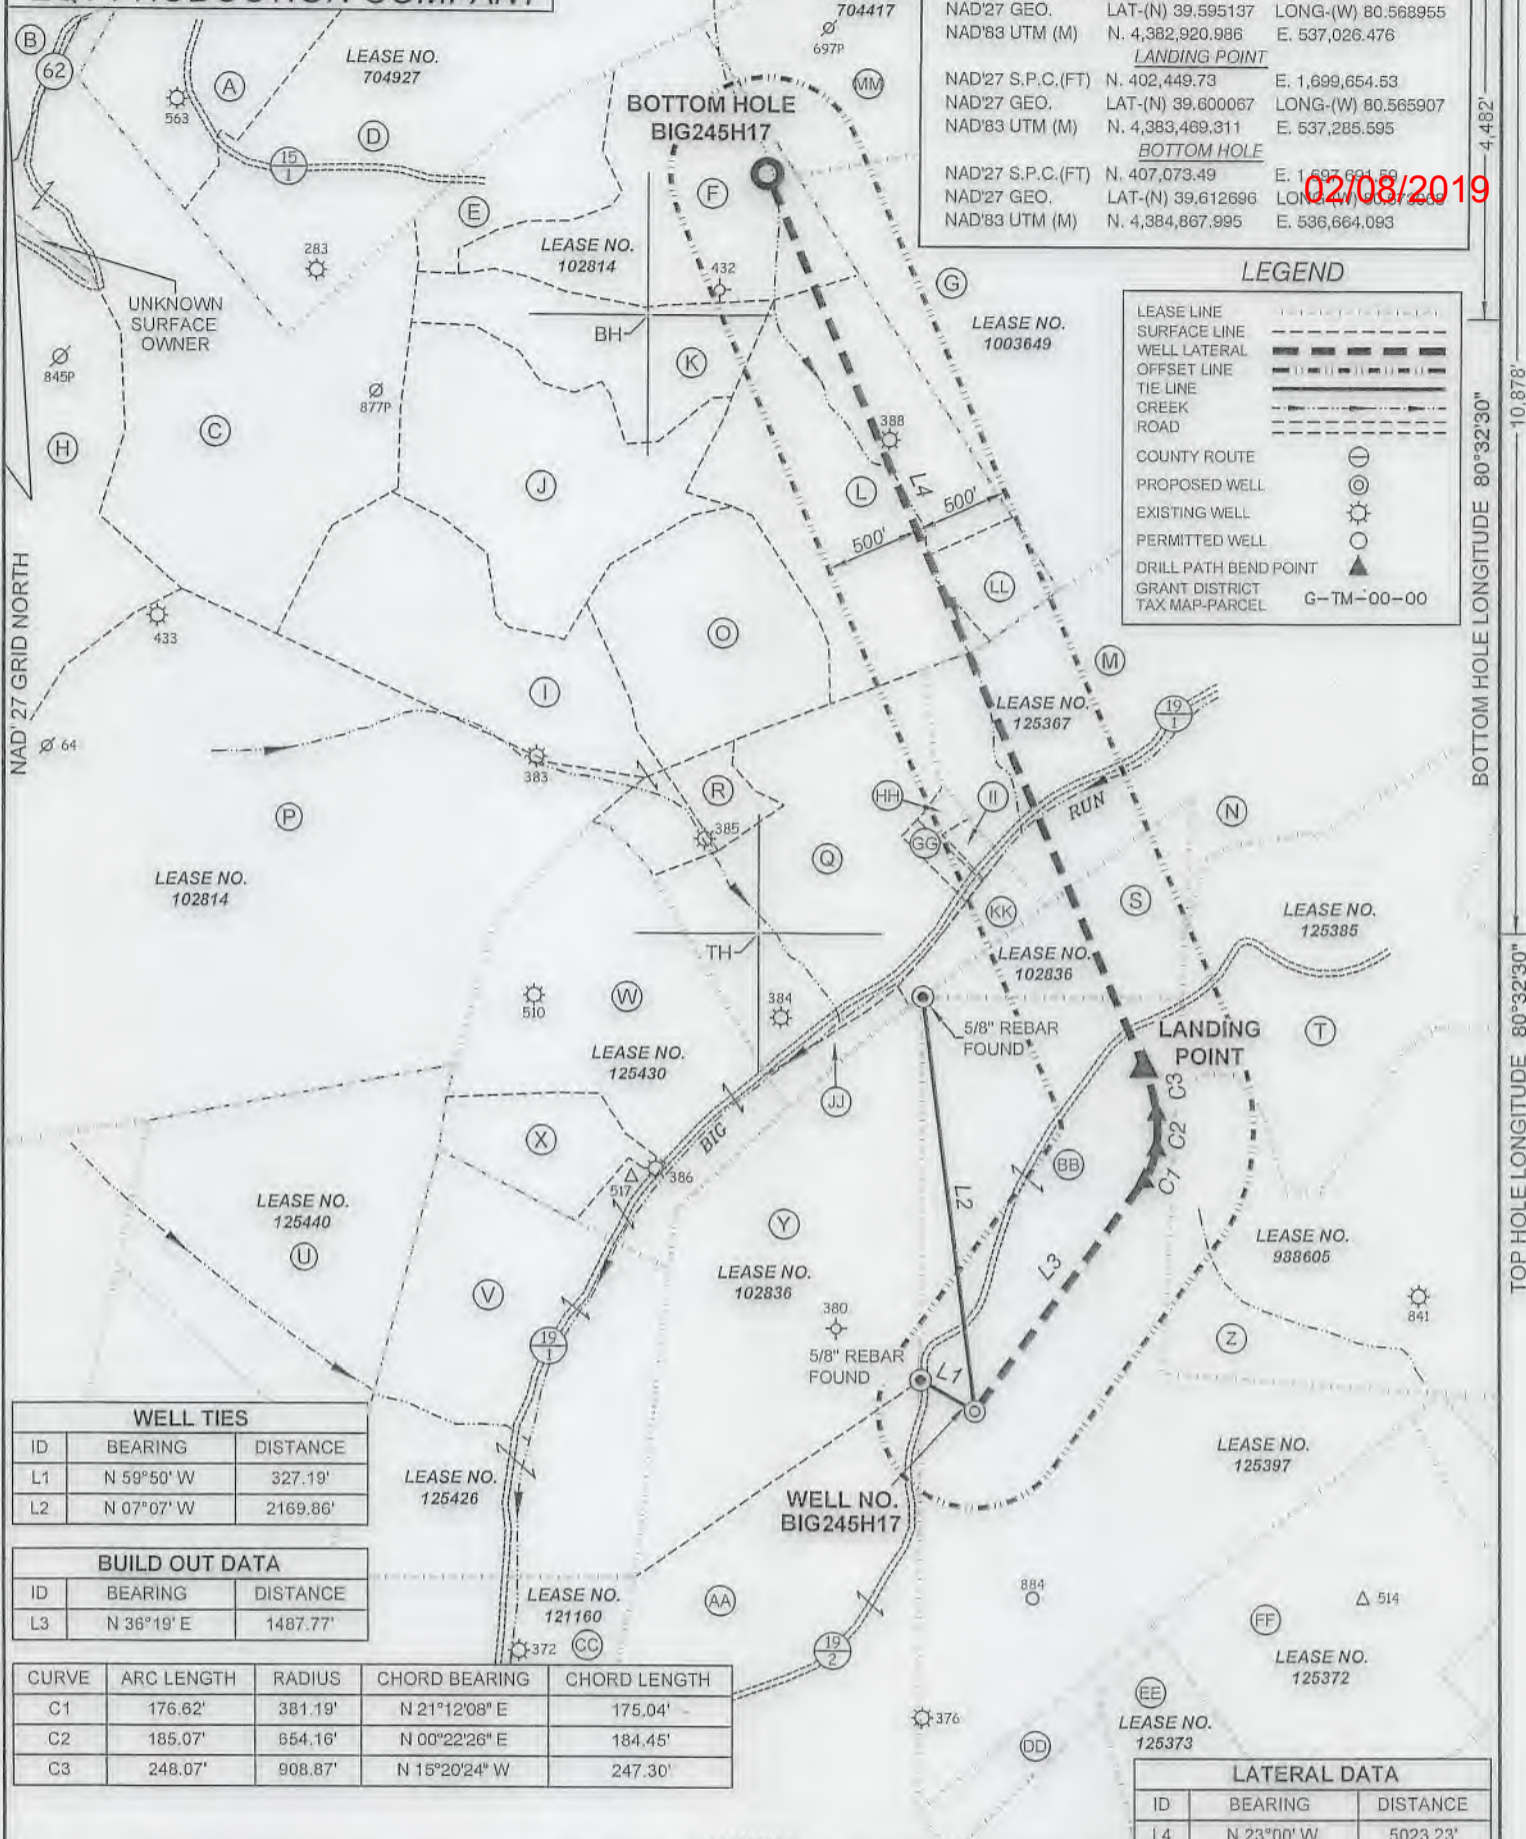 704417
697P
NAD'27 GEO. LAT-(N) 39.595137 LONG-(W) 80.568955
NAD'83 UTM (M) N. 4,382,920.986 E. 537,026.476
LANDING POINT
NAD'27 S.P.C.(FT) N. 402,449.73 E. 1,699,654.53
NAD'27 GEO. LAT-(N) 39.600067 LONG-(W) 80.565907
NAD'83 UTM (M) N. 4,383,469.311 E. 537,285.595
BOTTOM HOLE
NAD'27 S.P.C.(FT) N. 407,073.49 E.
NAD'27 GEO. LAT-(N) 39.612696
NAD'83 UTM (M) N. 4,384,867.995 E. 536,664.093
02/08/2019
4,482'
10,878'
BOTTOM HOLE LONGITUDE 80°32'30"
TOP HOLE LONGITUDE 80°32'30"
NAD' 27 GRID NORTH
LEGEND
LEASE LINE
SURFACE LINE
WELL LATERAL
OFFSET LINE
TIE LINE
CREEK
ROAD
COUNTY ROUTE
PROPOSED WELL
EXISTING WELL
PERMITTED WELL
DRILL PATH BEND POINT
GRANT DISTRICT
TAX MAP-PARCEL G-TM-00-00
B
62
A
563
LEASE NO.
704927
D
15
1
E
283
UNKNOWN
SURFACE
OWNER
845P
H
C
877P
BOTTOM HOLE
BIG245H17
MM
F
LEASE NO.
102814
432
BH
K
G
LEASE NO.
1003649
388
J
L
L4
500'
500'
LL
433
O
I
M
64
383
P
R
385
LEASE NO.
125367
19
1
HH
II
RUN
N
GG
Q
LEASE NO.
102814
KK
S
LEASE NO.
125385
TH
LEASE NO.
102836
510
W
384
5/8" REBAR
FOUND
LANDING
POINT
T
LEASE NO.
125430
JJ
C3
C2
C1
X
BIG
386
517
BB
L2
LEASE NO.
125440
U
Y
LEASE NO.
102836
L3
LEASE NO.
988605
V
380
841
Z
19
1
5/8" REBAR
FOUND
L1
LEASE NO.
125426
LEASE NO.
125397
WELL NO.
BIG245H17
LEASE NO.
121160
372
CC
AA
884
514
FF
19
2
LEASE NO.
125372
EE
376
LEASE NO.
125373
DD
WELL TIES
ID BEARING DISTANCE
L1 N 59°50' W 327.19'
L2 N 07°07' W 2169.86'
BUILD OUT DATA
ID BEARING DISTANCE
L3 N 36°19' E 1487.77'
CURVE ARC LENGTH RADIUS CHORD BEARING CHORD LENGTH
C1 176.62' 381.19' N 21°12'08" E 175.04'
C2 185.07' 654.16' N 00°22'26" E 184.45'
C3 248.07' 908.87' N 15°20'24" W 247.30'
LATERAL DATA
ID BEARING DISTANCE
L4 N 23°00' W 5023.23'